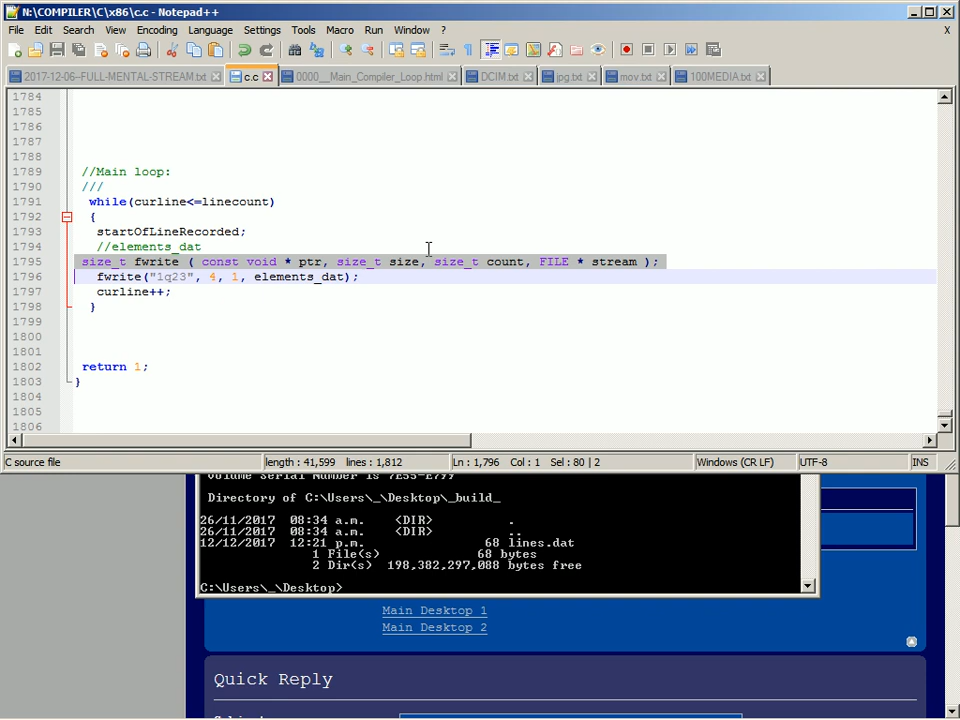 N:\COMPILER\C\x86\c.c - Notepad++
File Edit Search View Encoding Language Settings Tools Macro Run Window ? X
2017-12-06--FULL-MENTAL-STREAM.txt c.c 0000__Main_Compiler_Loop.html DCIM.txt jpg.txt mov.txt 100MEDIA.txt
1784
1785
1786
1787
1788
1789 //Main loop:
1790 ///
1791 while(curline<=linecount)
1792 {
1793 startOfLineRecorded;
1794 //elements_dat
1795 size_t fwrite ( const void * ptr, size_t size, size_t count, FILE * stream );
1796 fwrite("1q23", 4, 1, elements_dat);
1797 curline++;
1798 }
1799
1800
1801
1802 return 1;
1803 }
1804
1805
1806
C source file length : 41,599 lines : 1,812 Ln : 1,796 Col : 1 Sel : 80 | 2 Windows (CR LF) UTF-8 INS
Volume Serial Number is 7E55-E799
Directory of C:\Users\_\Desktop\_build_
26/11/2017 08:34 a.m. <DIR> .
26/11/2017 08:34 a.m. <DIR> ..
12/12/2017 12:21 p.m. 68 lines.dat
1 File(s) 68 bytes
2 Dir(s) 198,382,297,088 bytes free
C:\Users\_\Desktop>
Main Desktop 1
Main Desktop 2
Quick Reply